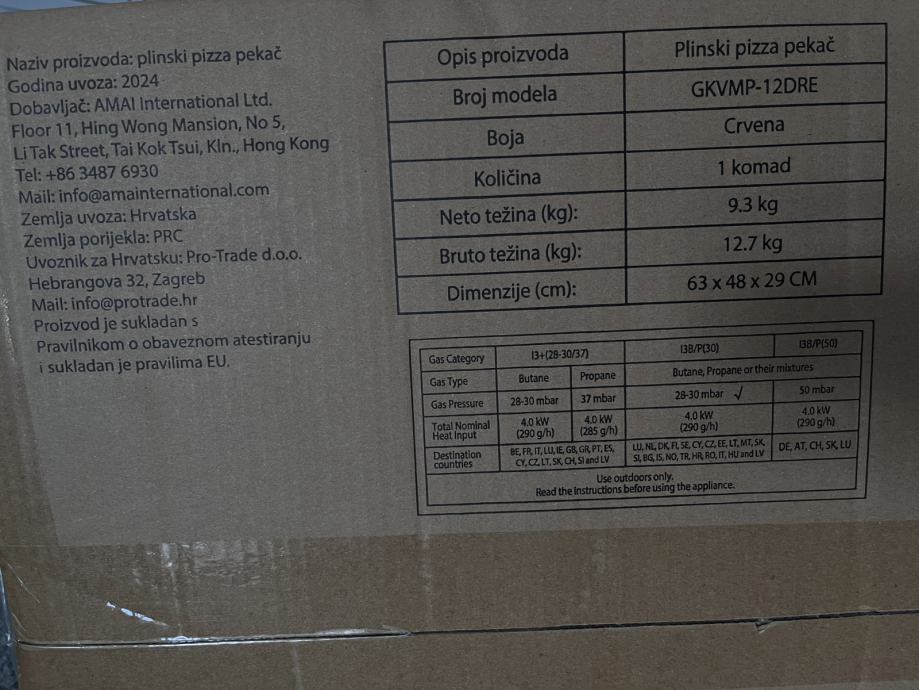 Naziv proizvoda: plinski pizza pekač
Godina uvoza: 2024
Dobavljač: AMAI International Ltd.
Floor 11, Hing Wong Mansion, No 5,
Li Tak Street, Tai Kok Tsui, Kln., Hong Kong
Tel: +86 3487 6930
Mail: info@amainternational.com
Zemlja uvoza: Hrvatska
Zemlja porijekla: PRC
Uvoznik za Hrvatsku: Pro-Trade d.o.o.
Hebrangova 32, Zagreb
Mail: info@protrade.hr
Proizvod je sukladan s
Pravilnikom o obaveznom atestiranju
i sukladan je pravilima EU.
Opis proizvoda Plinski pizza pekač
Broj modela GKVMP-12DRE
Boja Crvena
Količina 1 komad
Neto težina (kg): 9.3 kg
Bruto težina (kg): 12.7 kg
Dimenzije (cm): 63 x 48 x 29 CM
Gas Category I3+(28-30/37) I3B/P(30) I3B/P(50)
Gas Type Butane Propane Butane, Propane or their mixtures
Gas Pressure 28-30 mbar 37 mbar 28-30 mbar ✓ 50 mbar
Total Nominal 4.0 kW 4.0 kW 4.0 kW 4.0 kW
Heat Input (290 g/h) (285 g/h) (290 g/h) (290 g/h)
Destination BE, FR, IT, LU, IE, GB, GR, PT, ES, LU, NL, DK, FI, SE, CY, CZ, EE, LT, MT, SK, DE, AT, CH, SK, LU
countries CY, CZ, LT, SK, CH, SI and LV SI, BG, IS, NO, TR, HR, RO, IT, HU and LV
Use outdoors only.
Read the instructions before using the appliance.